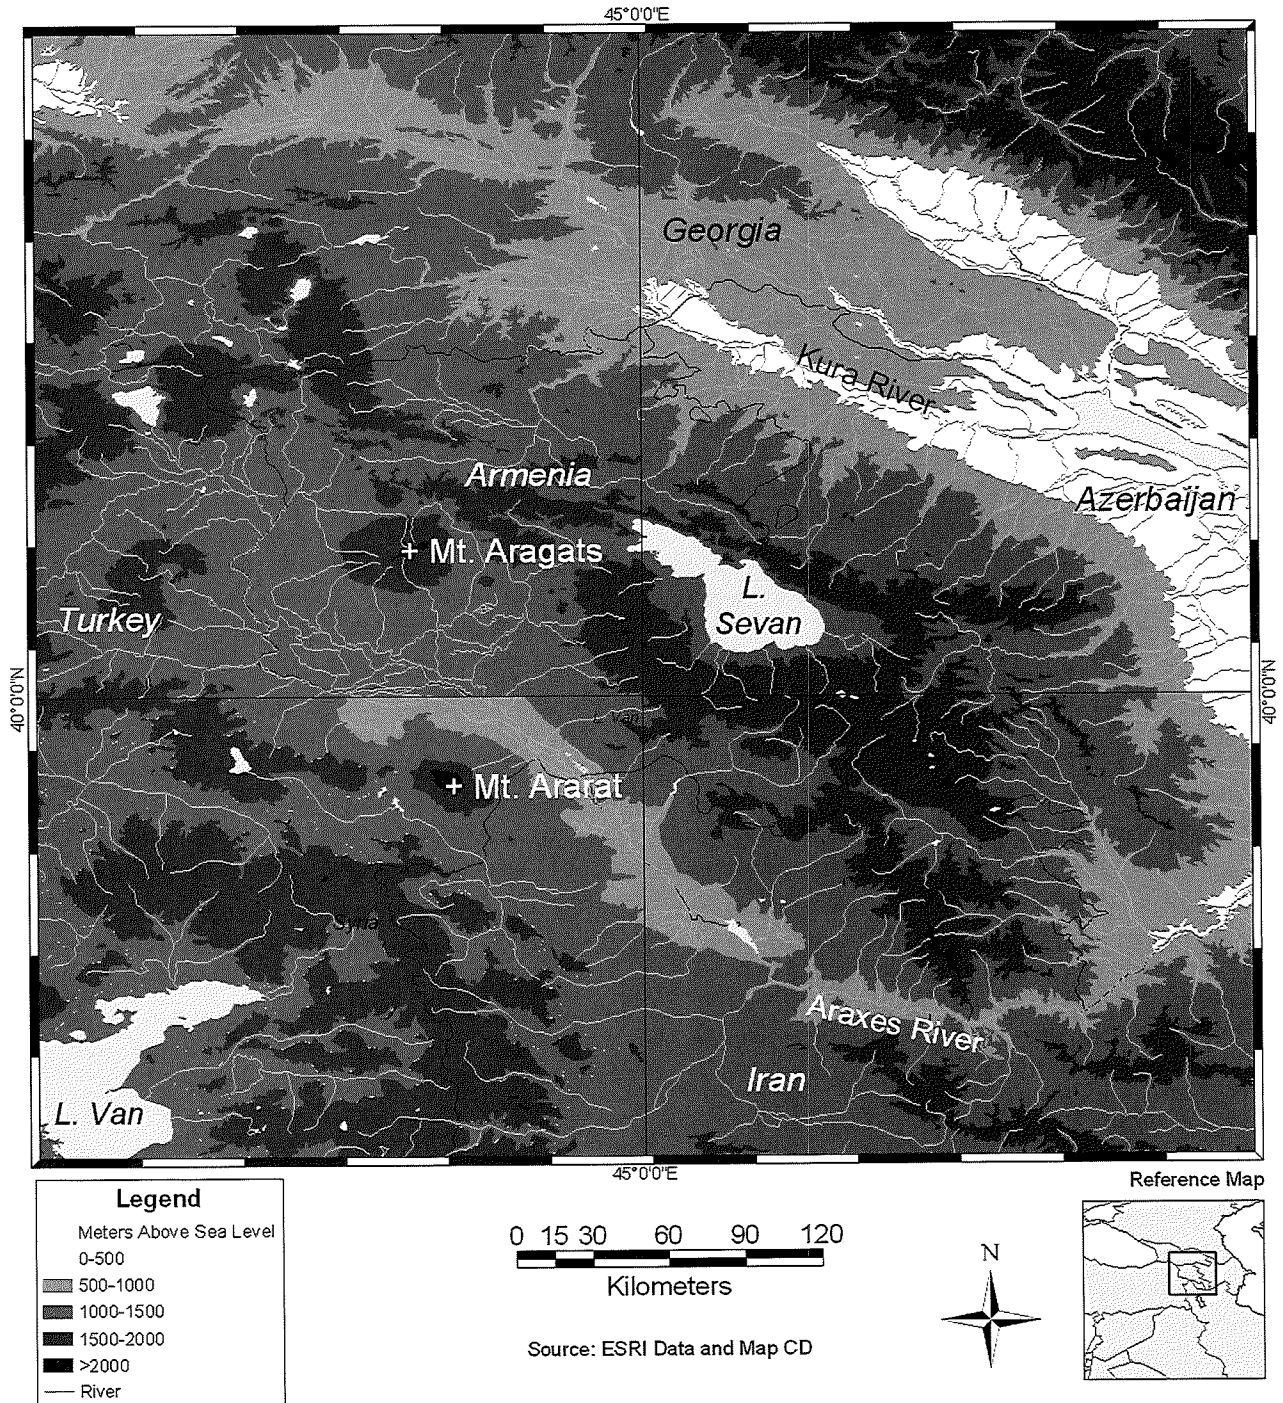 45°0'0"E
Georgia
Kura River
Armenia
Azerbaijan
+ Mt. Aragats
L.
Sevan
Turkey
40°0'0"N
40°0'0"N
+ Mt. Ararat
Syria
Araxes River
Iran
L. Van
45°0'0"E
Legend
Meters Above Sea Level
0-500
500-1000
1000-1500
1500-2000
>2000
River
0 15 30 60 90 120
Kilometers
Source: ESRI Data and Map CD
N
Reference Map